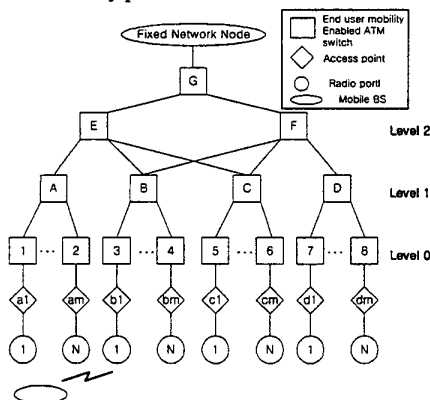 Fixed Network Node
End user mobility
Enabled ATM
switch
Access point
Radio portl
Mobile BS
G
E F Level 2
A B C D Level 1
1 ... 2 3 ... 4 5 ... 6 7 ... 8 Level 0
a1 am b1 bm c1 cm d1 dm
1 N 1 N 1 N 1 N